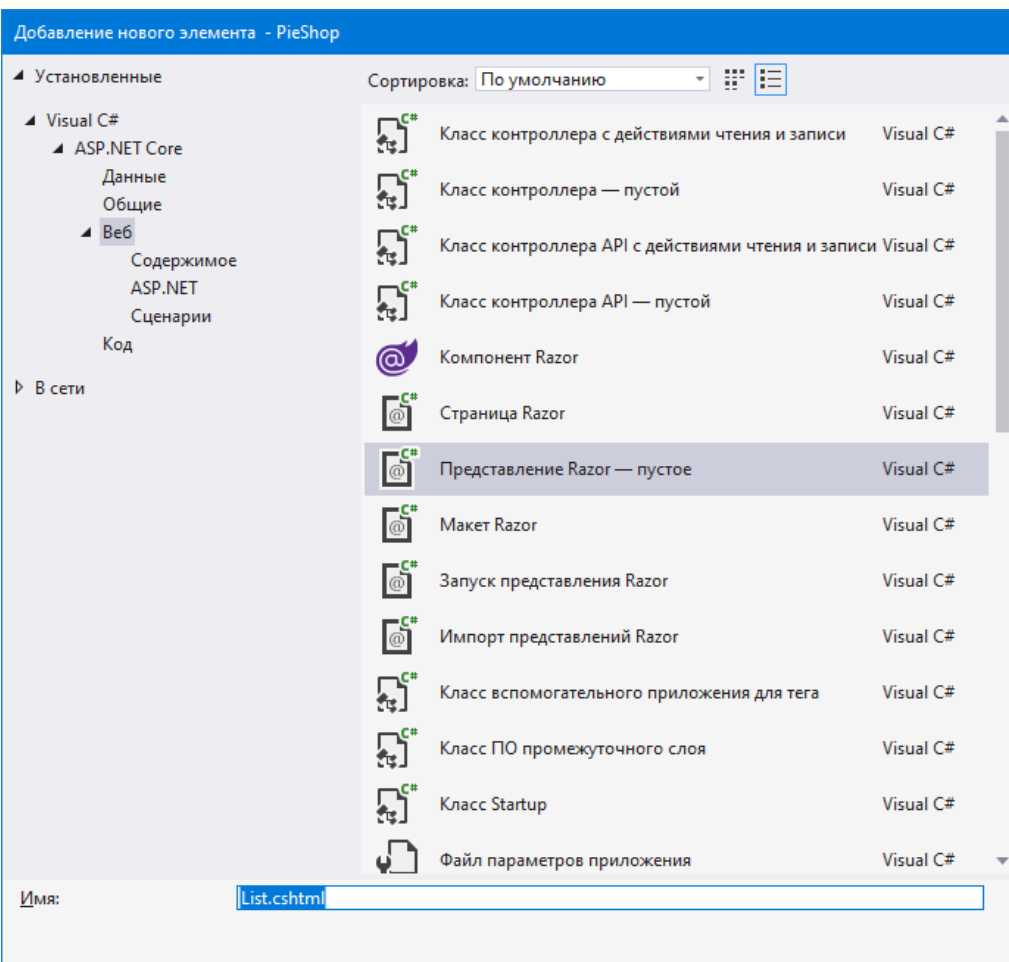 Добавление нового элемента - PieShop
Установленные
Visual C#
ASP.NET Core
Данные
Общие
Веб
Содержимое
ASP.NET
Сценарии
Код
В сети
Сортировка: По умолчанию
C# Класс контроллера с действиями чтения и записи Visual C#
C# Класс контроллера — пустой Visual C#
C# Класс контроллера API с действиями чтения и записи Visual C#
C# Класс контроллера API — пустой Visual C#
@ Компонент Razor Visual C#
C# @ Страница Razor Visual C#
C# @ Представление Razor — пустое Visual C#
C# @ Макет Razor Visual C#
C# @ Запуск представления Razor Visual C#
C# @ Импорт представлений Razor Visual C#
C# Класс вспомогательного приложения для тега Visual C#
C# Класс ПО промежуточного слоя Visual C#
C# Класс Startup Visual C#
Файл параметров приложения Visual C#
Имя: List.cshtml